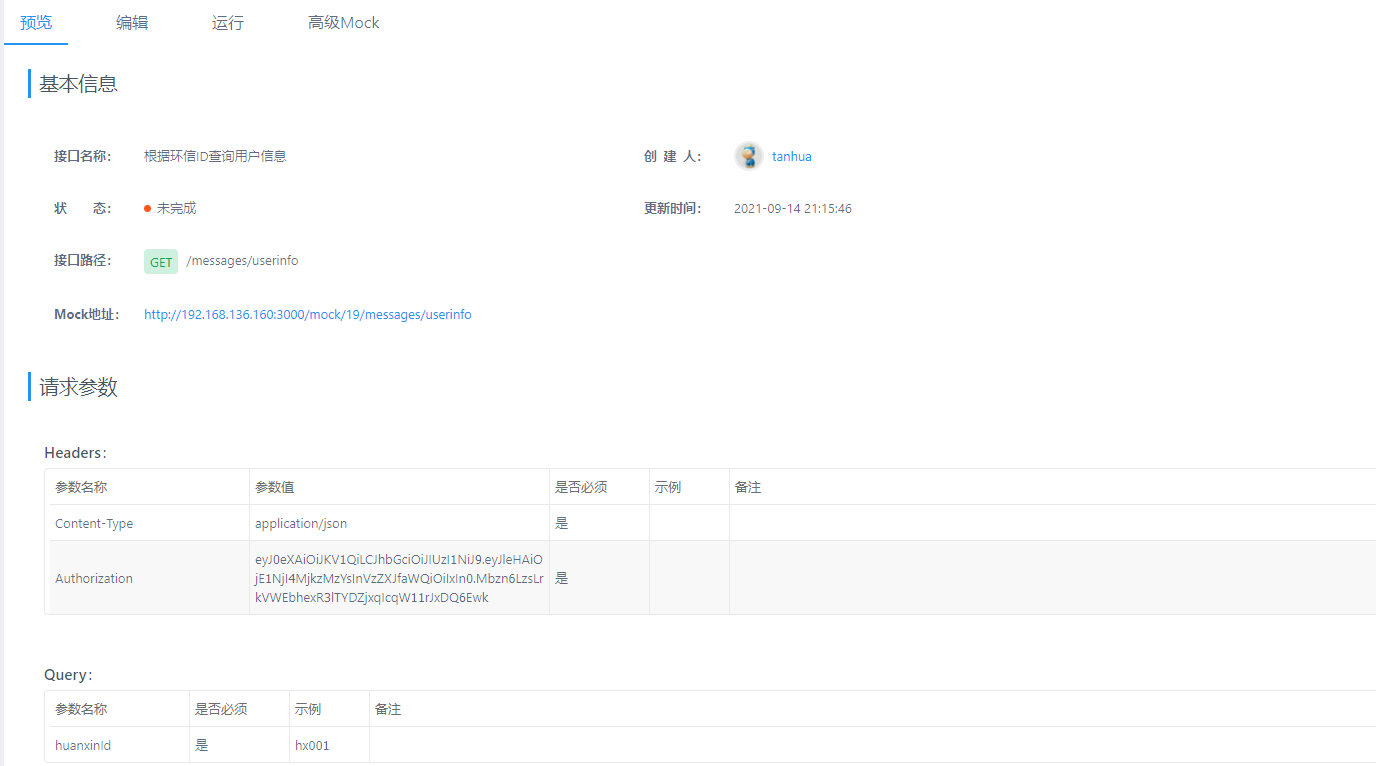 预览 编辑 运行 高级Mock
基本信息
接口名称： 根据环信ID查询用户信息 创 建 人： tanhua
状 态： 未完成 更新时间： 2021-09-14 21:15:46
接口路径： GET /messages/userinfo
Mock地址： http://192.168.136.160:3000/mock/19/messages/userinfo
请求参数
Headers：
参数名称 参数值 是否必须 示例 备注
Content-Type application/json 是
eyJ0eXAiOiJKV1QiLCJhbGciOiJIUzI1NiJ9.eyJleHAiO
Authorization jE1NjI4MjkzMzYsInVzZXJfaWQiOiIxIn0.Mbzn6LzsLr 是
kVWEbhexR3lTYDZjxqIcqW11rJxDQ6Ewk
Query：
参数名称 是否必须 示例 备注
huanxinId 是 hx001